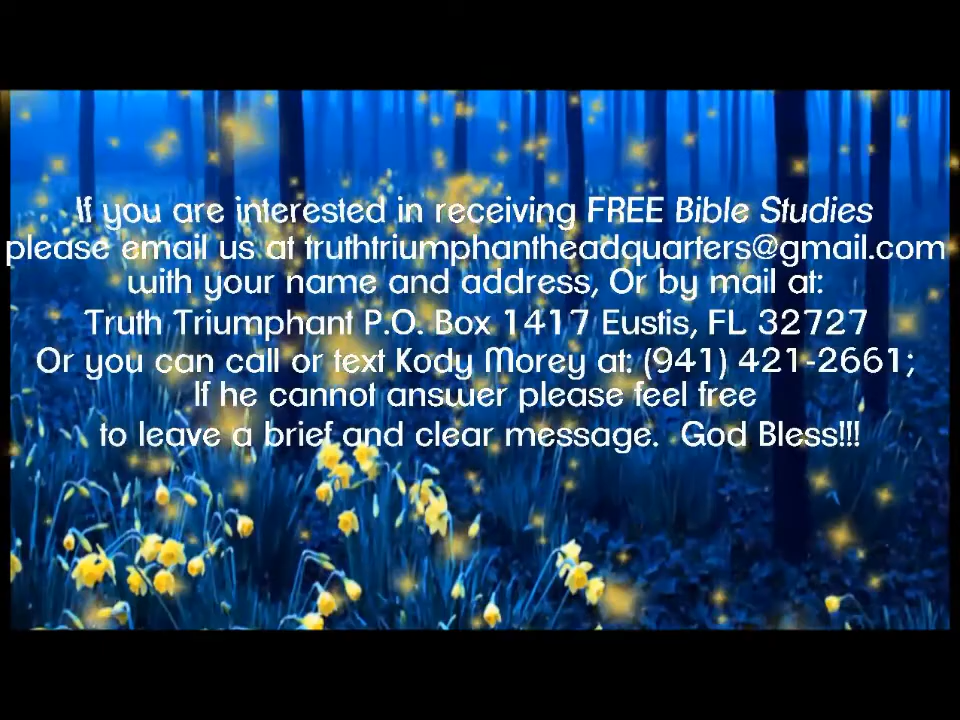 If you are interested in receiving FREE Bible Studies
please email us at truthtriumphantheadquarters@gmail.com
with your name and address, Or by mail at:
Truth Triumphant P.O. Box 1417 Eustis, FL 32727
Or you can call or text Kody Morey at: (941) 421-2661;
If he cannot answer please feel free
to leave a brief and clear message.  God Bless!!!